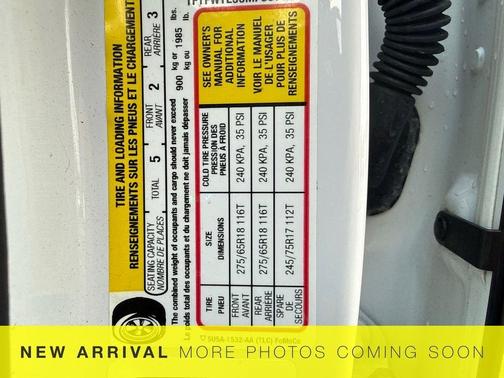 TIRE AND LOADING INFORMATION
RENSEIGNEMENTS SUR LES PNEUS ET LE CHARGEMENT
SEATING CAPACITY
NOMBRE DE PLACES
TOTAL 5
FRONT
AVANT 2
REAR
ARRIÈRE 3
The combined weight of occupants and cargo should never exceed 900 kg or 1985 lbs.
Le poids total des occupants et du chargement ne doit jamais dépasser 900 kg ou lb.
TIRE
PNEU
SIZE
DIMENSIONS
COLD TIRE PRESSURE
PRESSION DES
PNEUS À FROID
SEE OWNER'S
MANUAL FOR
ADDITIONAL
INFORMATION
VOIR LE MANUEL
DE L'USAGER
POUR PLUS DE
RENSEIGNEMENTS
FRONT
AVANT
275/65R18 116T
240 KPA, 35 PSI
REAR
ARRIÈRE
275/65R18 116T
240 KPA, 35 PSI
SPARE
DE
SECOURS
245/75R17 112T
240 KPA, 35 PSI
5U5A-1532-AA (TLC) FoMoCo
NEW ARRIVAL MORE PHOTOS COMING SOON